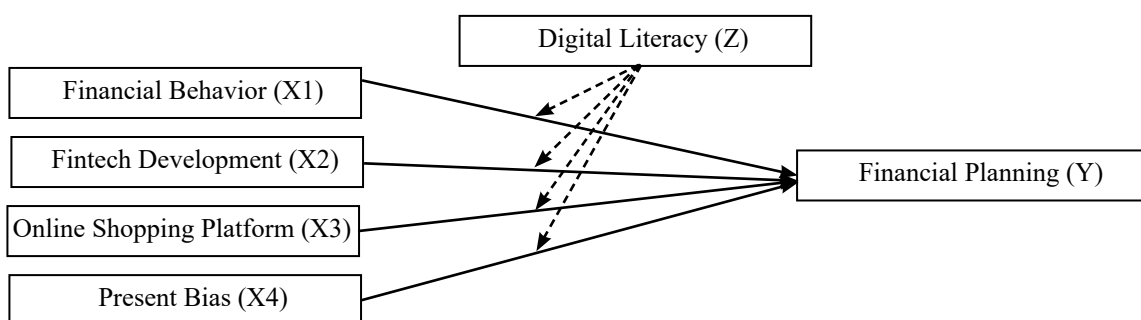 Digital Literacy (Z)
Financial Behavior (X1)
Fintech Development (X2)
Financial Planning (Y)
Online Shopping Platform (X3)
Present Bias (X4)